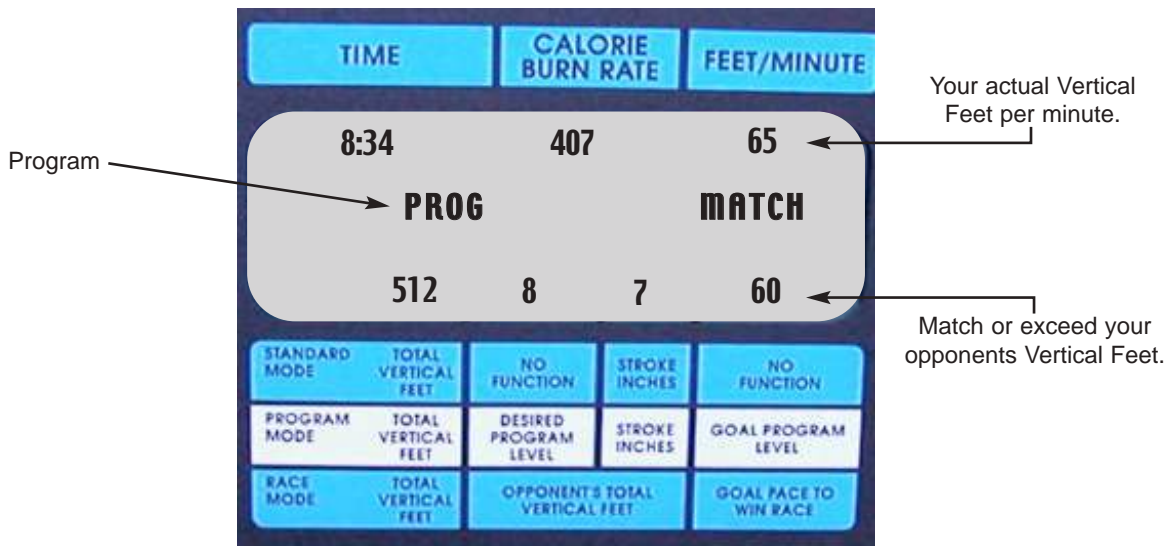 TIME
CALORIE
BURN RATE
FEET/MINUTE
Your actual Vertical
Feet per minute.
8:34 407 65
Program
PROG MATCH
512 8 7 60
Match or exceed your
opponents Vertical Feet.
STANDARD
MODE
TOTAL
VERTICAL
FEET
NO
FUNCTION
STROKE
INCHES
NO
FUNCTION
PROGRAM
MODE
TOTAL
VERTICAL
FEET
DESIRED
PROGRAM
LEVEL
STROKE
INCHES
GOAL PROGRAM
LEVEL
RACE
MODE
TOTAL
VERTICAL
FEET
OPPONENT'S TOTAL
VERTICAL FEET
GOAL PACE TO
WIN RACE